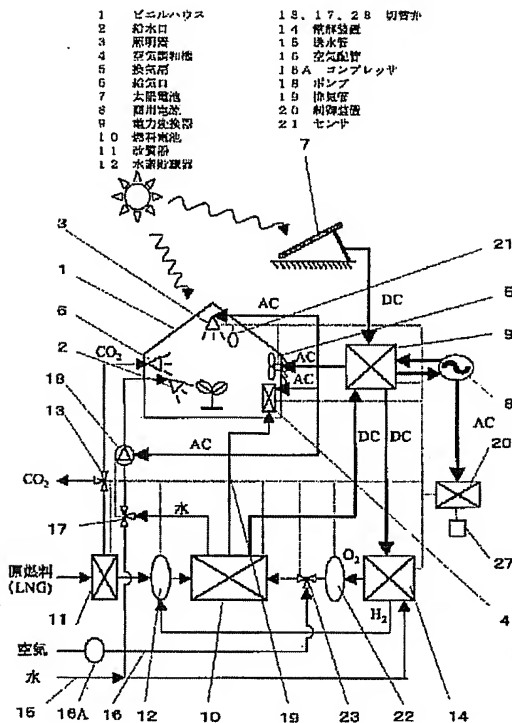 1 ビニルハウス
2 給水口
3 照明器
4 空気調和機
5 換気扇
6 給気口
7 太陽電池
8 商用電源
9 電力変換器
10 燃料電池
11 改質器
12 水素貯蔵器
13、17、23 切替弁
14 電解装置
15 送水管
16 空気配管
16A コンプレッサ
18 ポンプ
19 排気管
20 制御装置
21 センサ
7
3
21
1
AC
DC
5
6
CO2
AC
9
2
AC
18
8
13
DC
DC
AC
AC
20
CO2
水
17
27
O2
原燃料
(LNG)
H2
11
4
空気
水
15
16A
16
12
10
19
23
22
14